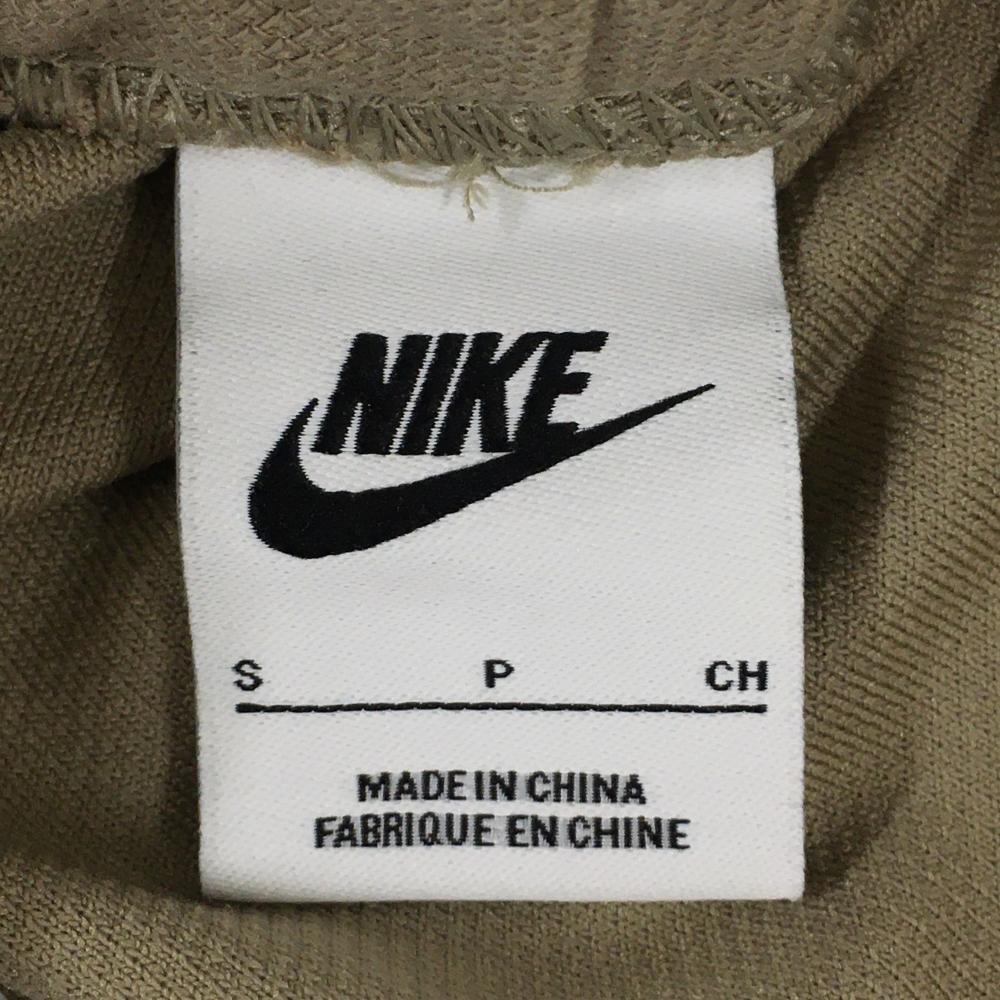 NIKE
S P CH
MADE IN CHINA
FABRIQUE EN CHINE